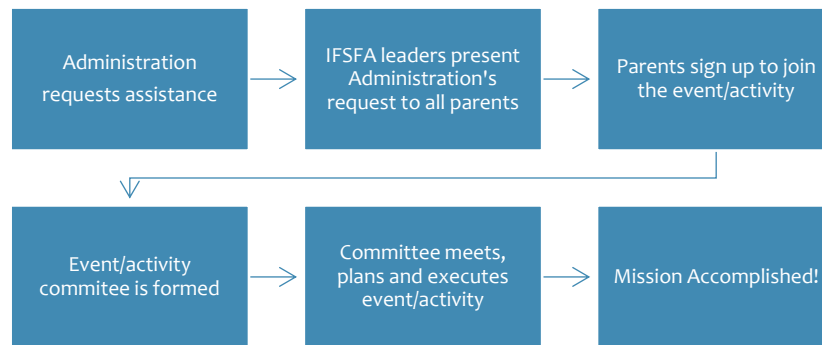 Administration
requests assistance
IFSFA leaders present
Administration's
request to all parents
Parents sign up to join
the event/activity
Event/activity
commitee is formed
Committee meets,
plans and executes
event/activity
Mission Accomplished!